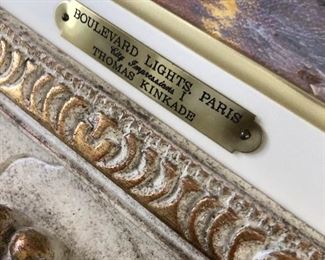 BOULEVARD LIGHTS, PARIS
City Impressions
THOMAS KINKADE